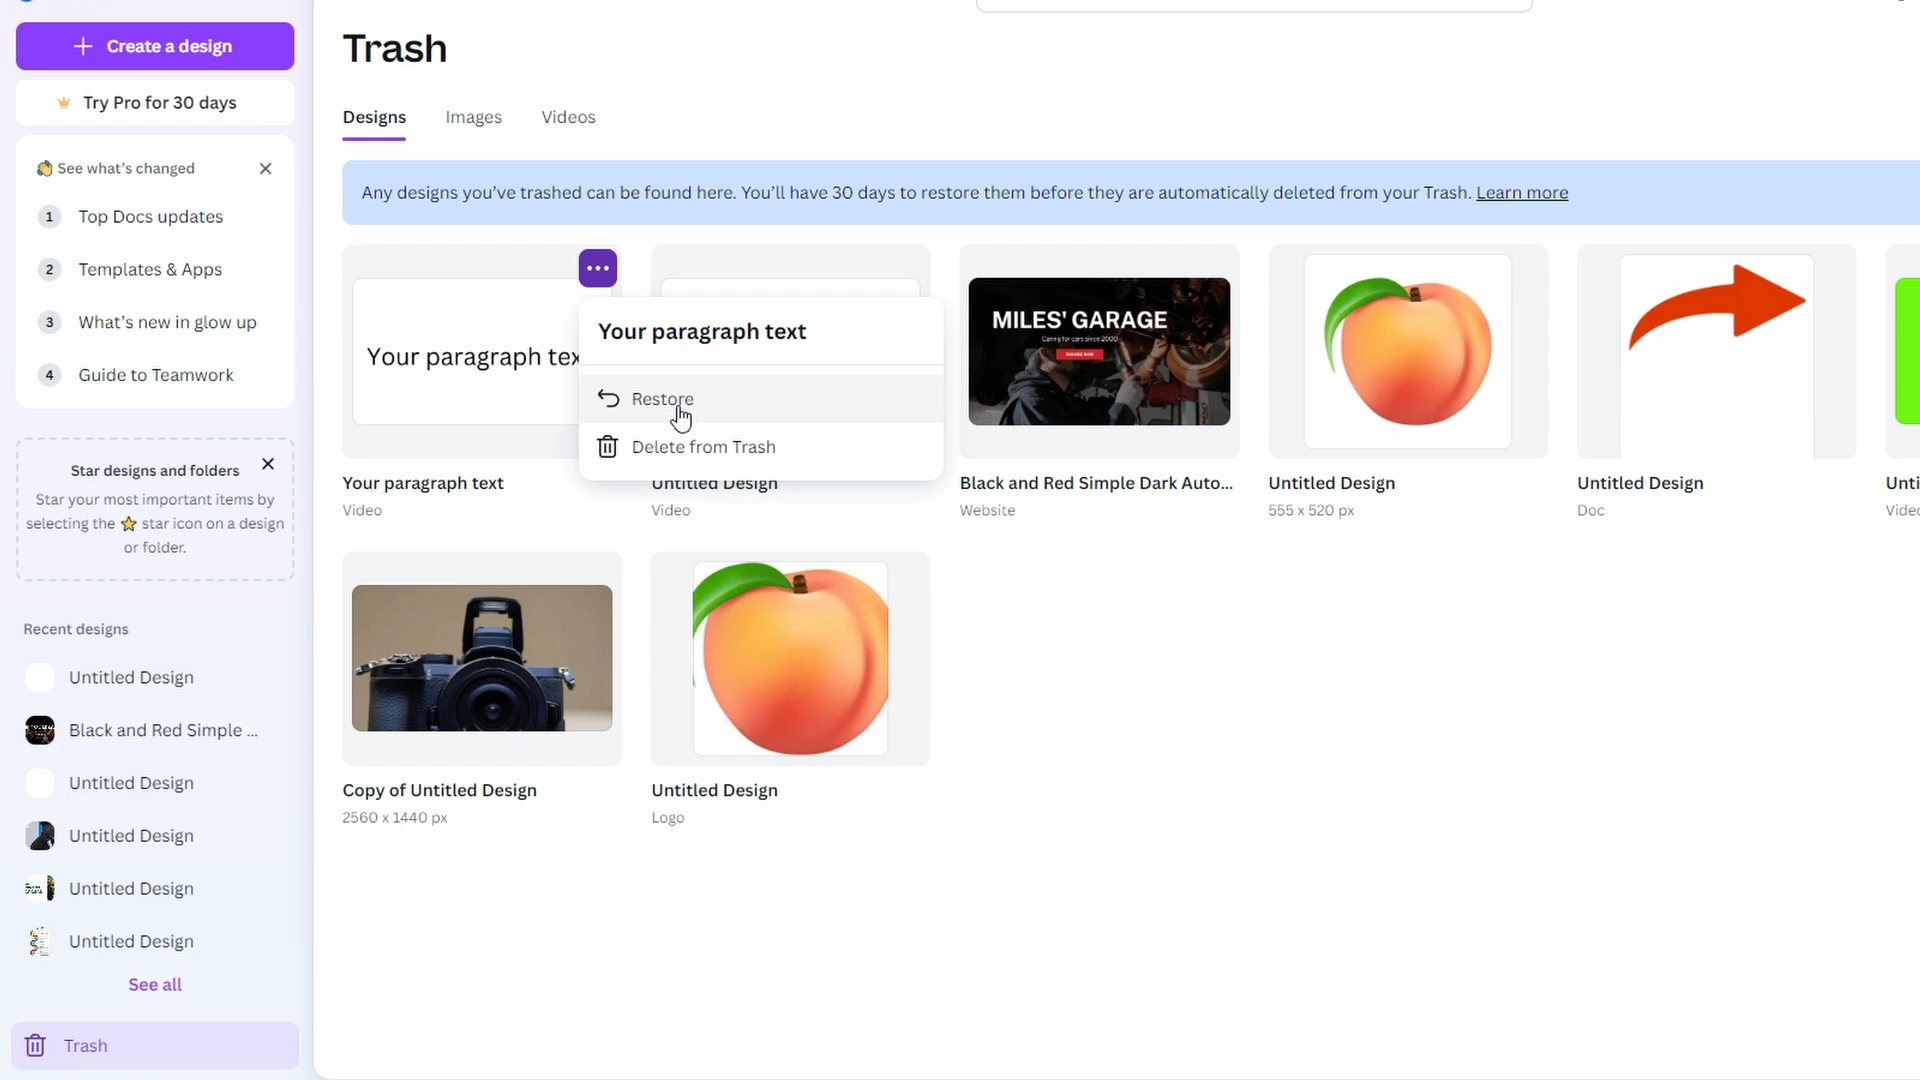 Create a design
Try Pro for 30 days
See what's changed
1 Top Docs updates
2 Templates & Apps
3 What's new in glow up
4 Guide to Teamwork
Star designs and folders
Star your most important items by
selecting the star icon on a design
or folder.
Recent designs
Untitled Design
Black and Red Simple ...
Untitled Design
Untitled Design
Untitled Design
Untitled Design
See all
Trash
Trash
Designs Images Videos
Any designs you've trashed can be found here. You'll have 30 days to restore them before they are automatically deleted from your Trash. Learn more
Your paragraph tex
Your paragraph text
Restore
Delete from Trash
MILES' GARAGE
Caring for cars since 2000
Your paragraph text
Video
Untitled Design
Video
Black and Red Simple Dark Auto...
Website
Untitled Design
555 x 520 px
Untitled Design
Doc
Unti
Video
Copy of Untitled Design
2560 x 1440 px
Untitled Design
Logo